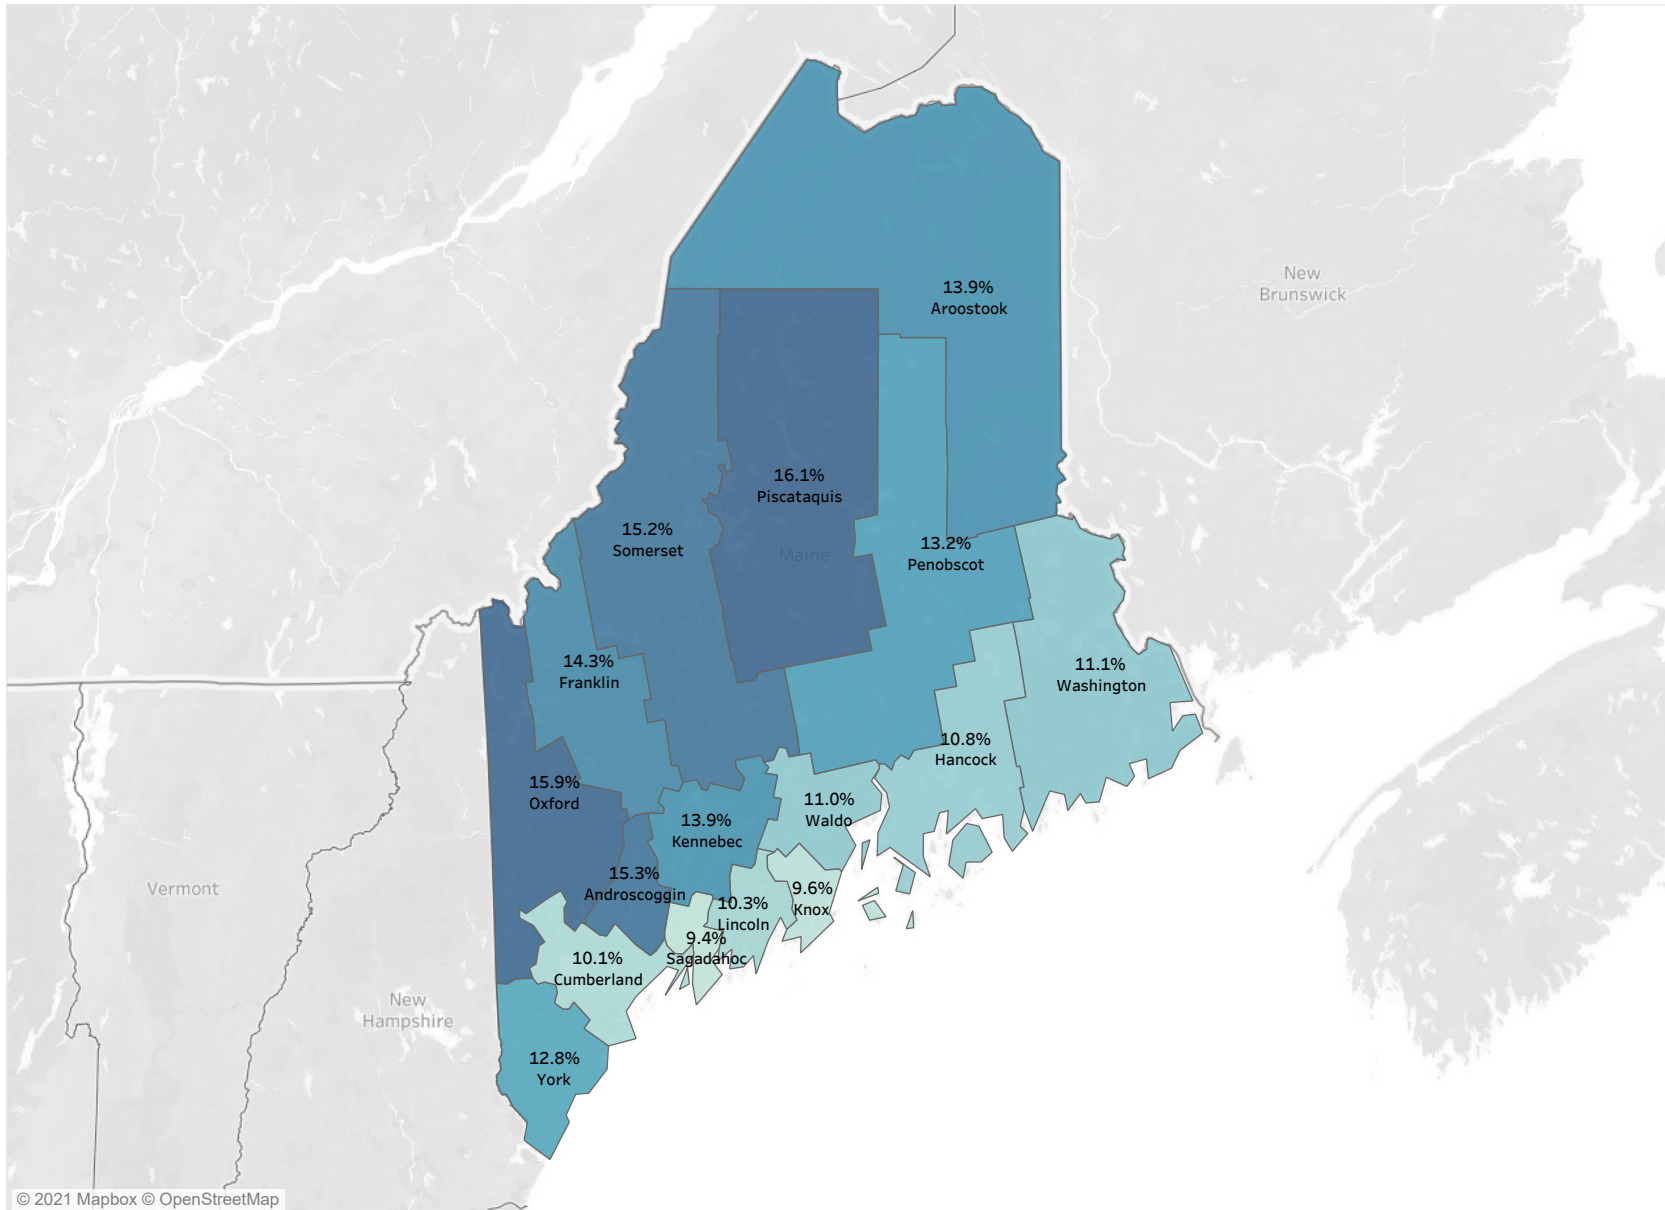 13.9%
Aroostook
New
Brunswick
16.1%
Piscataquis
15.2%
Somerset
Maine
13.2%
Penobscot
14.3%
Franklin
11.1%
Washington
10.8%
Hancock
15.9%
Oxford
11.0%
Waldo
13.9%
Kennebec
15.3%
Androscoggin
9.6%
Knox
10.3%
Lincoln
9.4%
Sagadahoc
Vermont
10.1%
Cumberland
New
Hampshire
12.8%
York
© 2021 Mapbox © OpenStreetMap